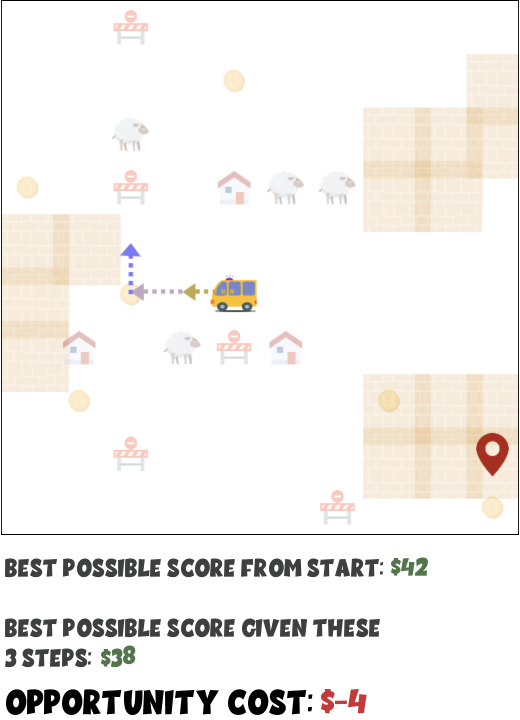 BEST POSSIBLE SCORE FROM START: $42
BEST POSSIBLE SCORE GIVEN THESE
3 STEPS: $38
OPPORTUNITY COST: $-4